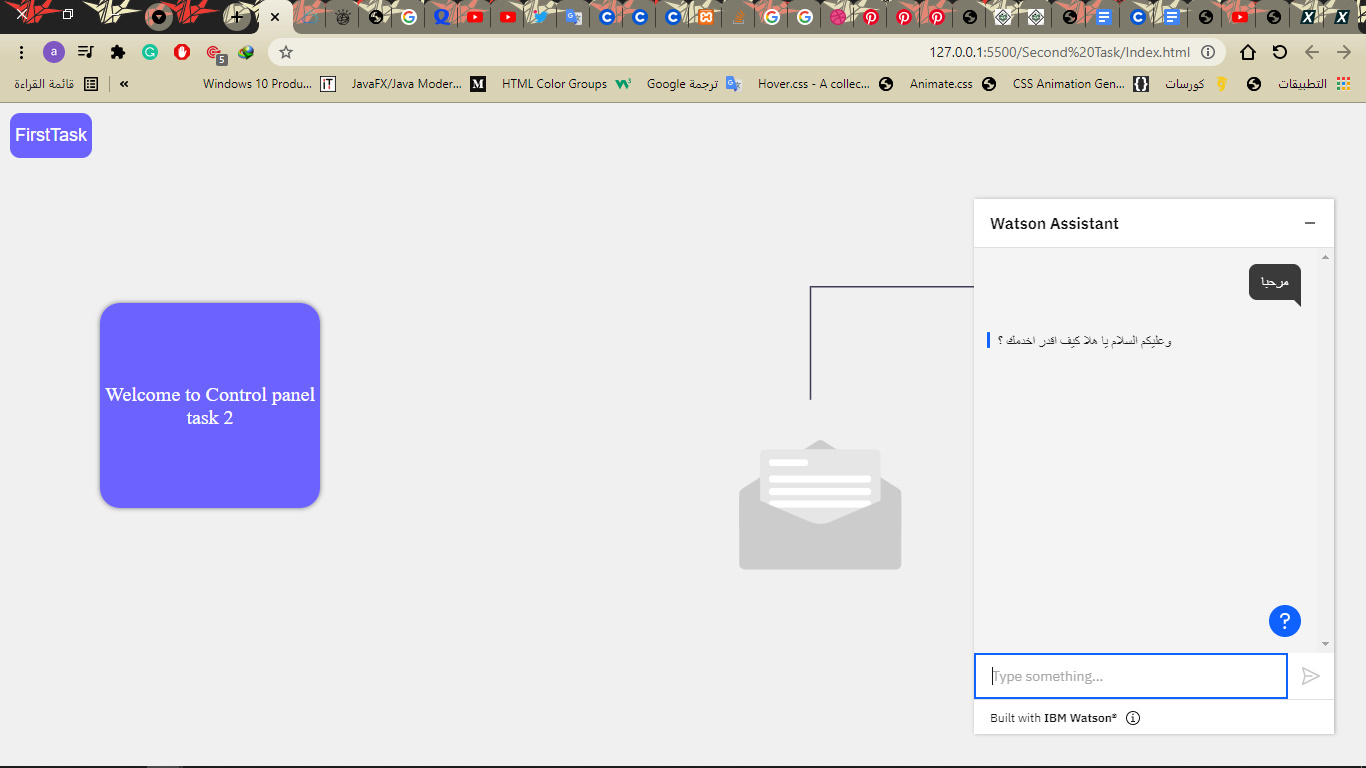 a
5
127.0.0.1:5500/Second%20Task/Index.html
التطبيقات
كورسات
CSS Animation Gen...
Animate.css
Hover.css - A collec...
ترجمة Google
HTML Color Groups
JavaFX/Java Moder...
Windows 10 Produ...
«
قائمة القراءة
FirstTask
Welcome to Control panel
task 2
Watson Assistant
مرحبا
وعليكم السلام يا هلا كيف اقدر اخدمك ؟
?
Type something...
Built with IBM Watson®